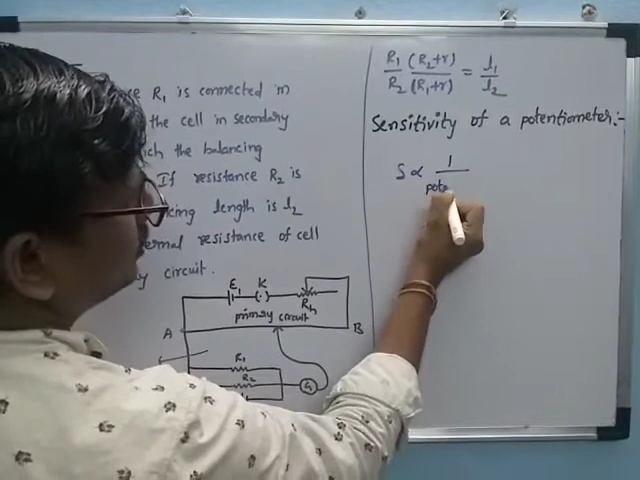 R₁ is connected in
the cell in secondary
the balancing
If resistance R₂ is
length is l₂
resistance of cell
circuit.
E₁ K
Rh
primary circuit
A B
R₁
R₂
G
R₁ (R₂+r) / R₂ (R₁+r) = l₁ / l₂
Sensitivity of a potentiometer:-
S ∝ 1 /
pote